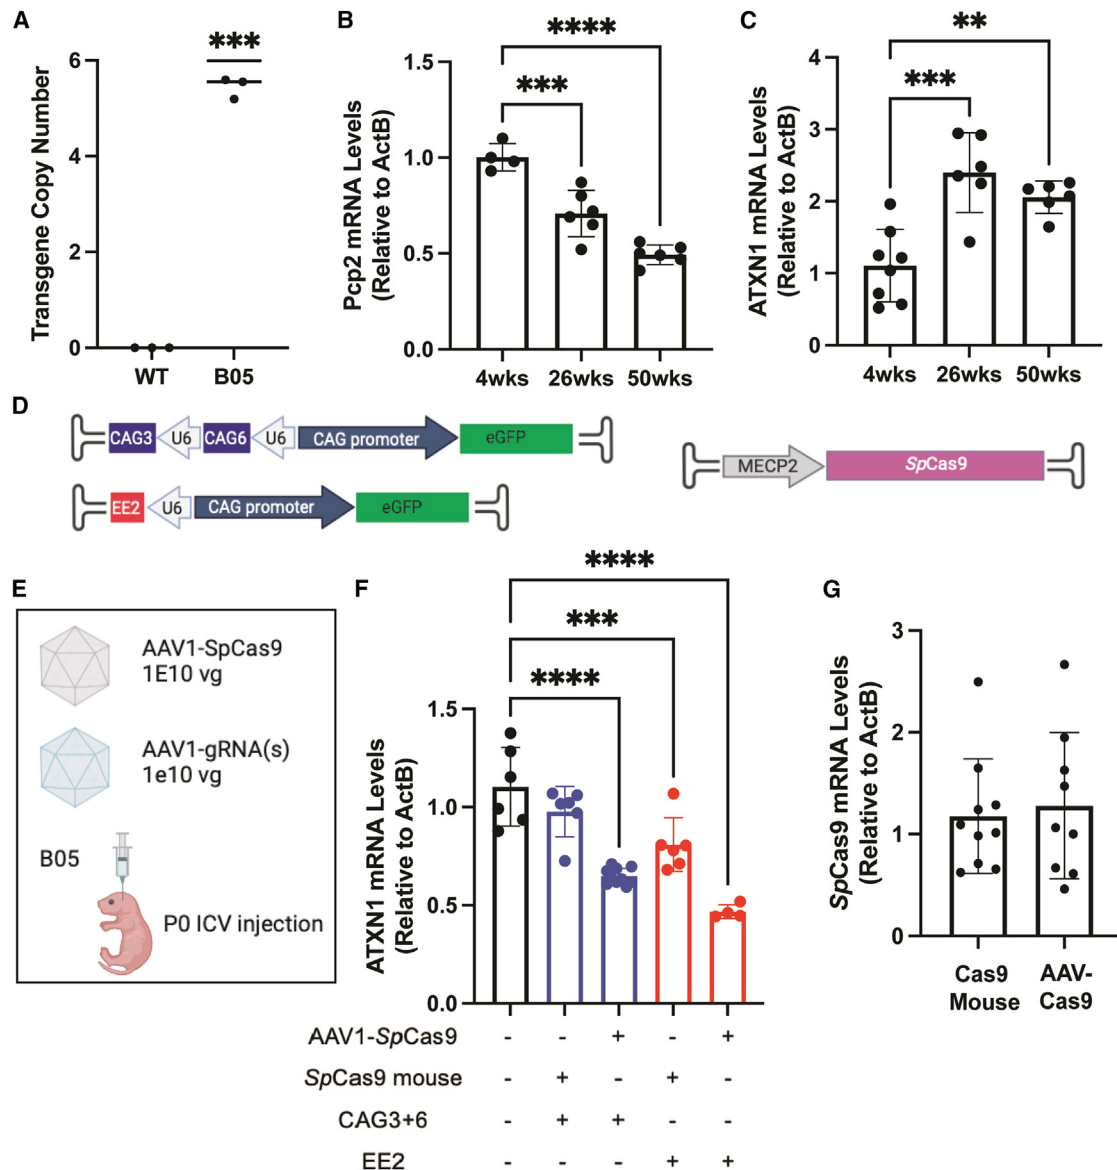 A
***
Transgene Copy Number
6
4
2
0
WT
B05
B
****
***
Pcp2 mRNA Levels
(Relative to ActB)
1.5
1.0
0.5
0.0
4wks
26wks
50wks
C
**
***
ATXN1 mRNA Levels
(Relative to ActB)
4
3
2
1
0
4wks
26wks
50wks
D
CAG3
U6
CAG6
U6
CAG promoter
eGFP
MECP2
SpCas9
EE2
U6
CAG promoter
eGFP
E
AAV1-SpCas9
1E10 vg
AAV1-gRNA(s)
1e10 vg
B05
P0 ICV injection
F
****
***
****
ATXN1 mRNA Levels
(Relative to ActB)
1.5
1.0
0.5
0.0
AAV1-SpCas9 - - + - +
SpCas9 mouse - + - + -
CAG3+6 - + + - -
EE2 - - - + +
G
SpCas9 mRNA Levels
(Relative to ActB)
3
2
1
0
Cas9
Mouse
AAV-
Cas9